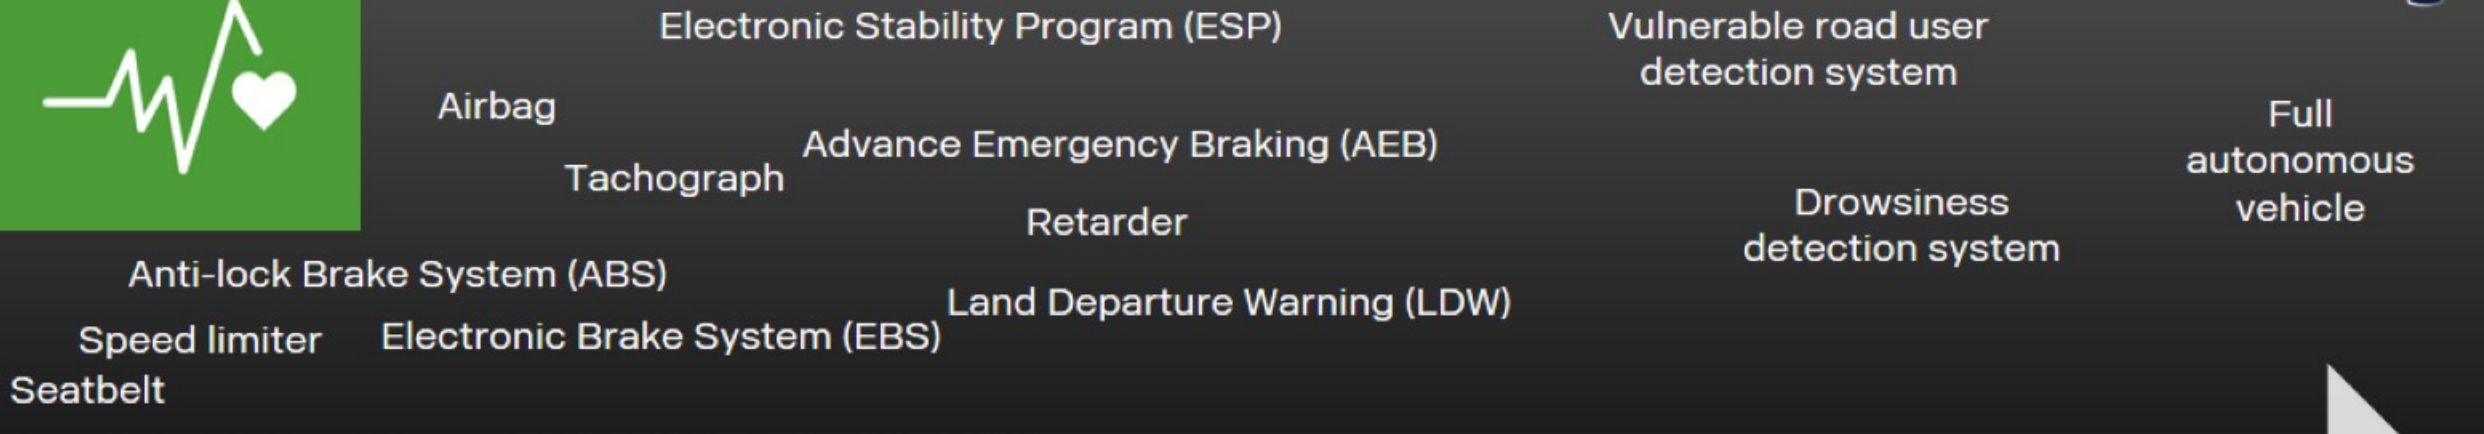 Electronic Stability Program (ESP)
Vulnerable road user
detection system
Airbag
Advance Emergency Braking (AEB)
Full
autonomous
vehicle
Tachograph
Drowsiness
detection system
Retarder
Anti-lock Brake System (ABS)
Land Departure Warning (LDW)
Speed limiter
Electronic Brake System (EBS)
Seatbelt